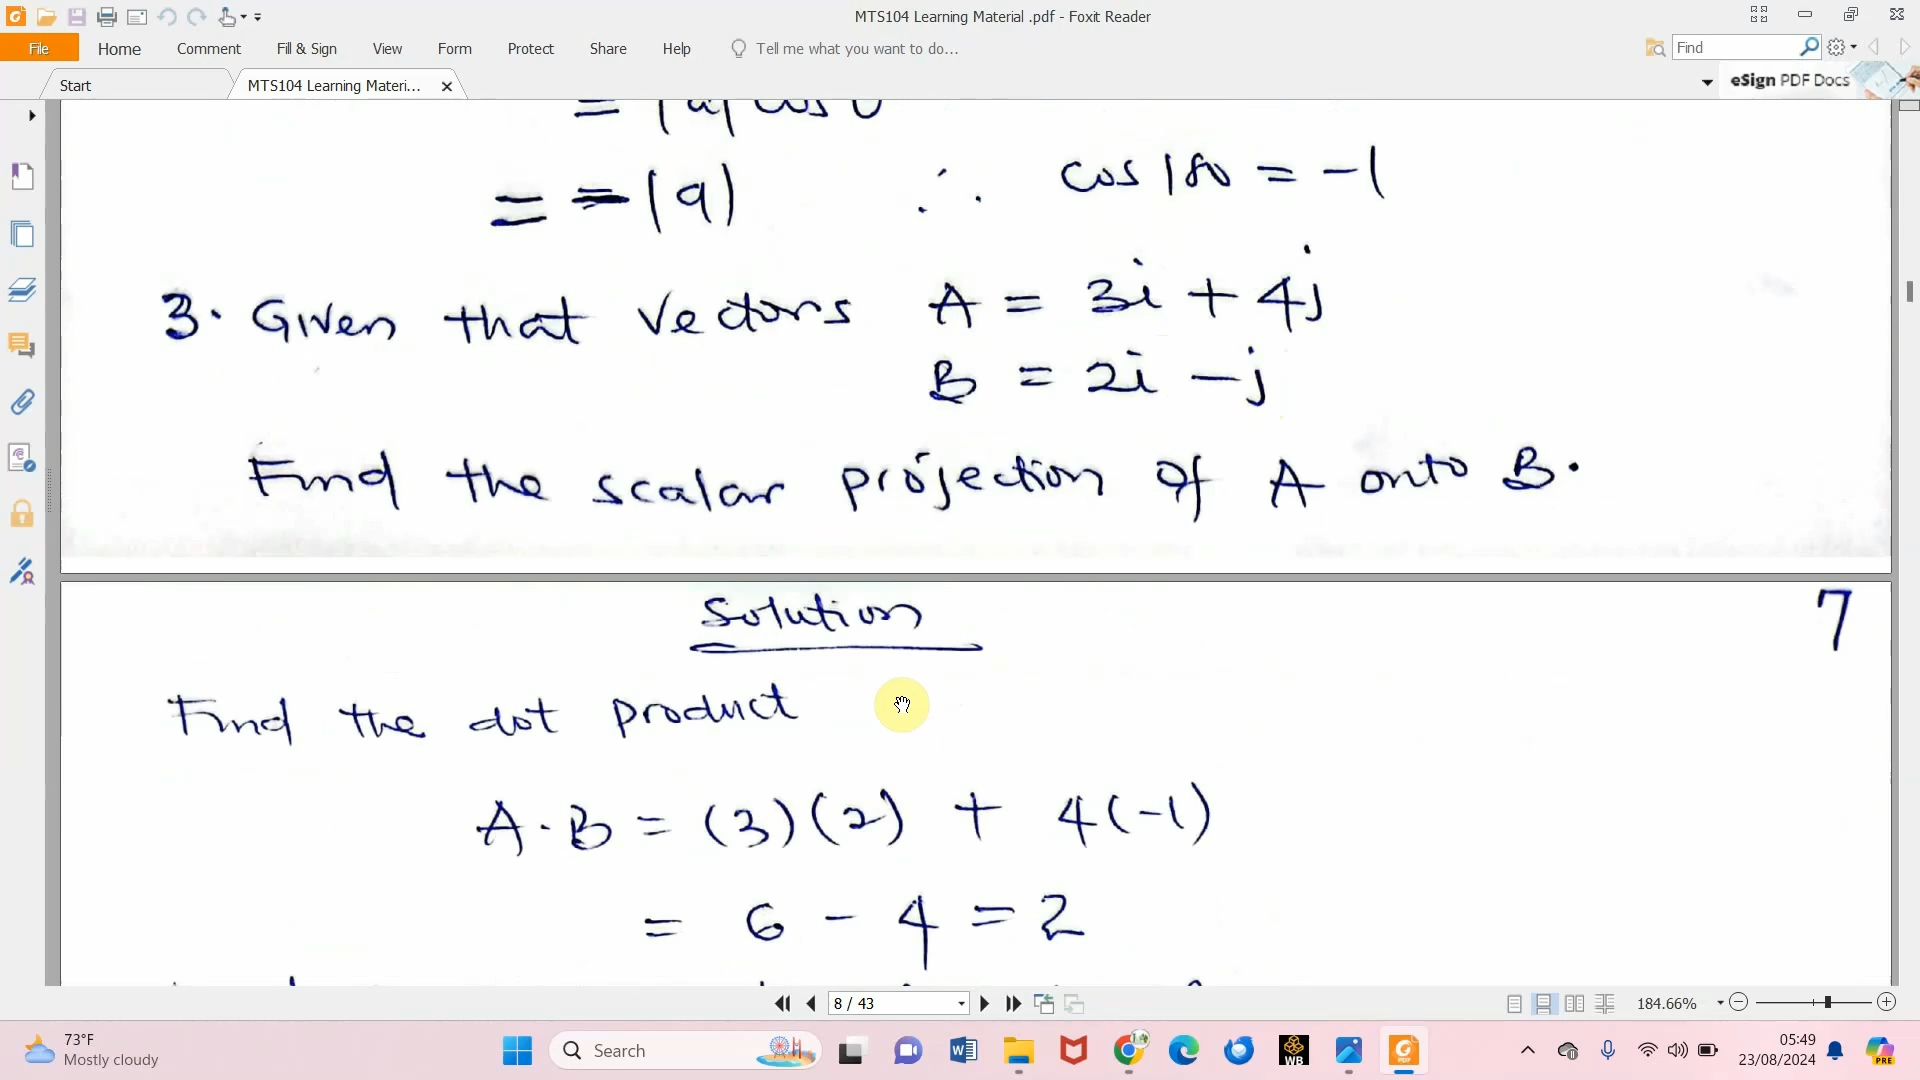 MTS104 Learning Material .pdf - Foxit Reader
File Home Comment Fill & Sign View Form Protect Share Help Tell me what you want to do... Find
Start MTS104 Learning Materi... eSign PDF Docs
= - |a| ∴ cos 180 = -1
3. Given that vectors A = 3i + 4j
B = 2i - j
Find the scalar projection of A onto B.
Solution 7
Find the dot product
A · B = (3)(2) + 4(-1)
= 6 - 4 = 2
8 / 43 184.66%
73°F
Mostly cloudy
Search
05:49
23/08/2024